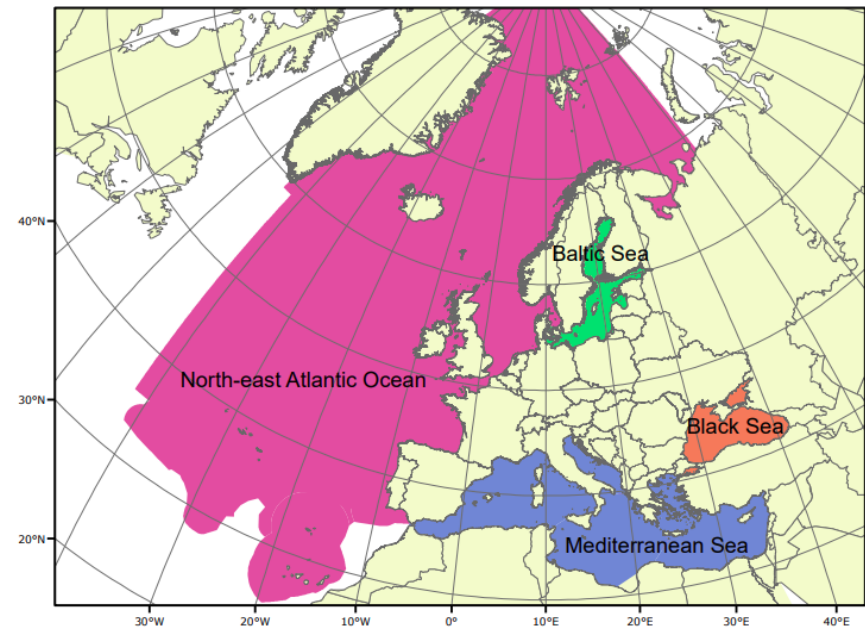 40°N
Baltic Sea
North-east Atlantic Ocean
30°N
Black Sea
20°N
Mediterranean Sea
30°W 20°W 10°W 0° 10°E 20°E 30°E 40°E